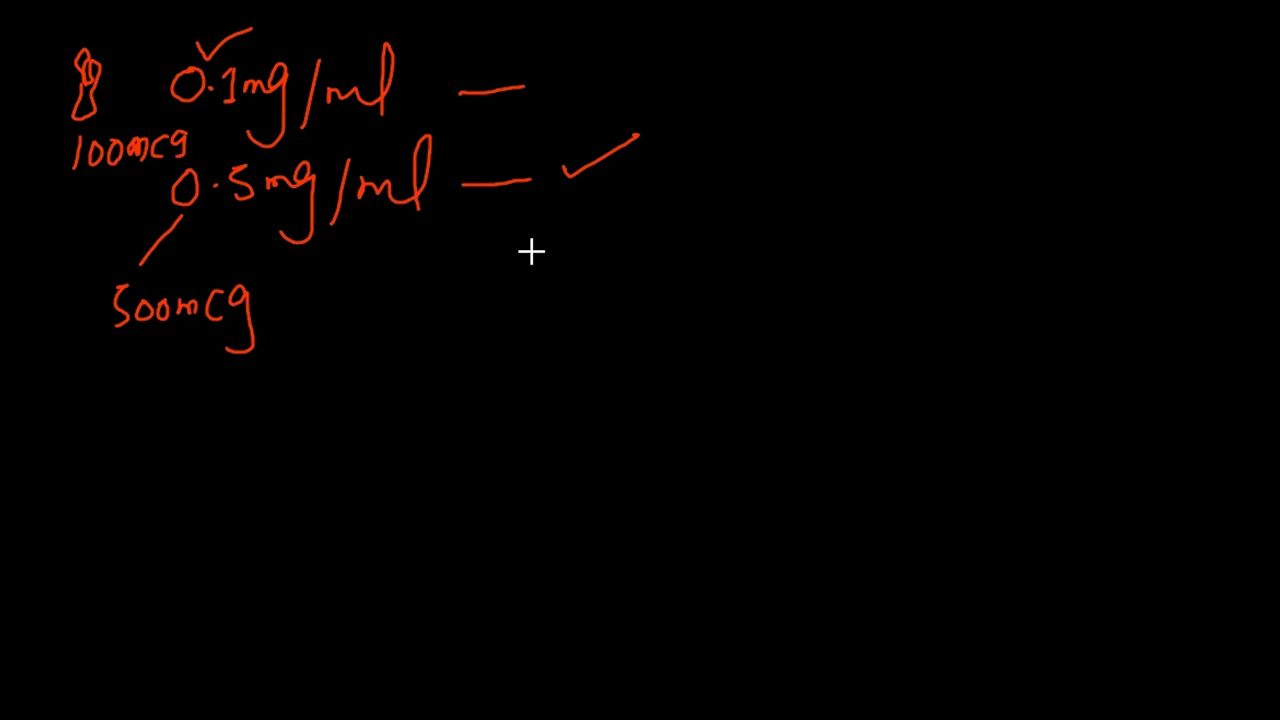 0.1mg/ml —
100mcg
0.5mg/ml —
500mcg